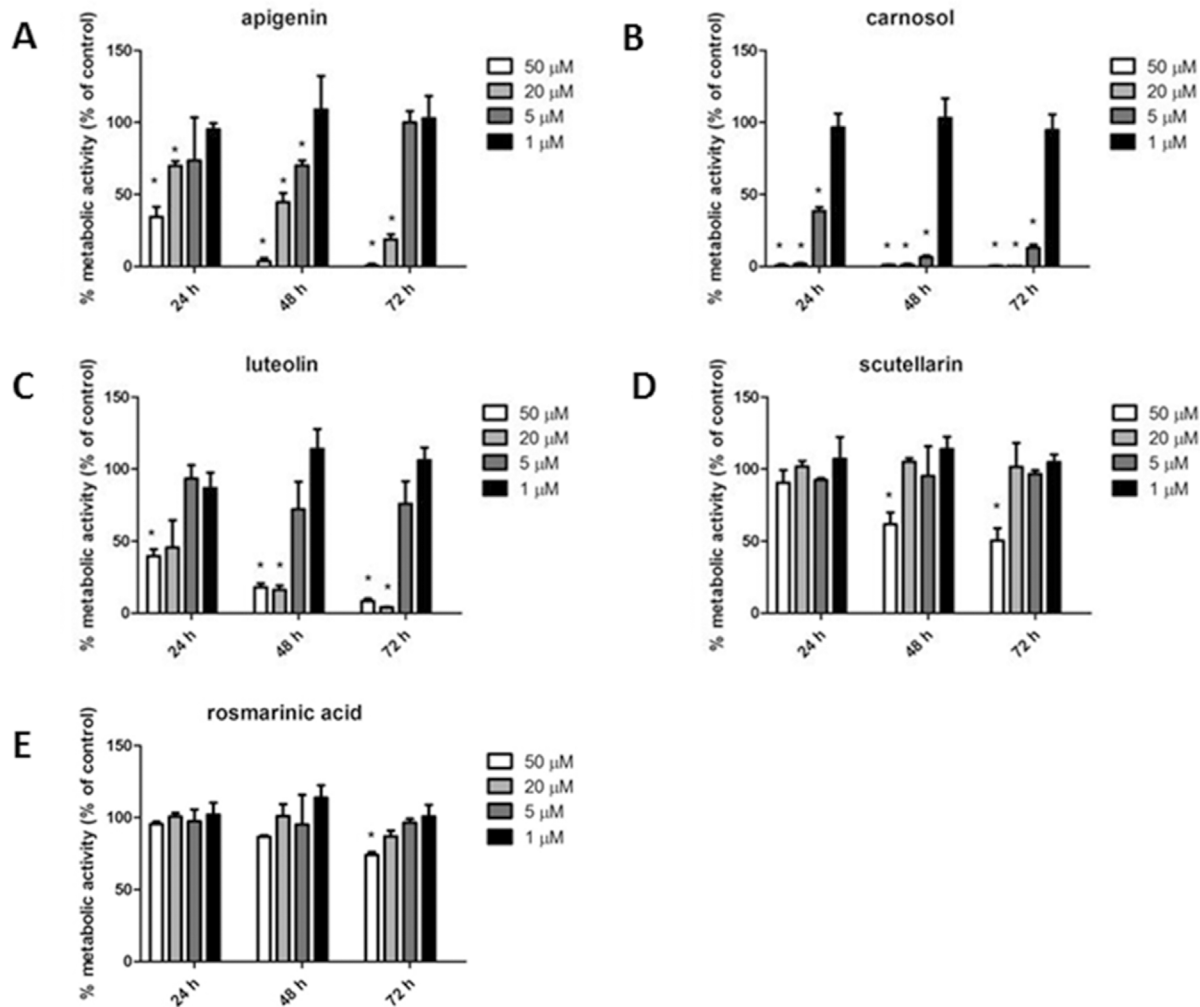 A
apigenin
% metabolic activity (% of control)
150
100
50
0
* * * * * * *
24 h
48 h
72 h
50 μM
20 μM
5 μM
1 μM
B
carnosol
% metabolic activity (% of control)
150
100
50
0
* * * * * * * * *
24 h
48 h
72 h
50 μM
20 μM
5 μM
1 μM
C
luteolin
% metabolic activity (% of control)
150
100
50
0
* * * * *
24 h
48 h
72 h
50 μM
20 μM
5 μM
1 μM
D
scutellarin
% metabolic activity (% of control)
150
100
50
0
* *
24 h
48 h
72 h
50 μM
20 μM
5 μM
1 μM
E
rosmarinic acid
% metabolic activity (% of control)
150
100
50
0
*
24 h
48 h
72 h
50 μM
20 μM
5 μM
1 μM